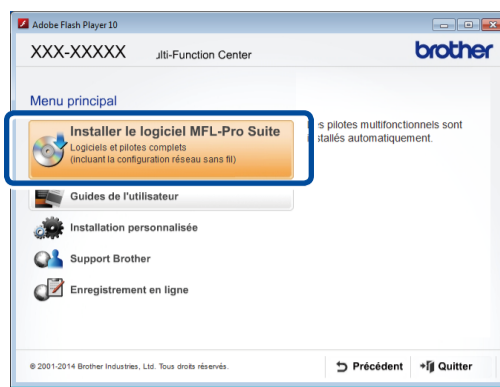 Adobe Flash Player 10
XXX-XXXXX ulti-Function Center
brother
Menu principal
Installer le logiciel MFL-Pro Suite
Logiciels et pilotes complets
(incluant la configuration réseau sans fil)
s pilotes multifonctionnels sont
stallés automatiquement.
Guides de l'utilisateur
Installation personnalisée
Support Brother
Enregistrement en ligne
© 2001-2014 Brother Industries, Ltd. Tous droits réservés.
Précédent
Quitter